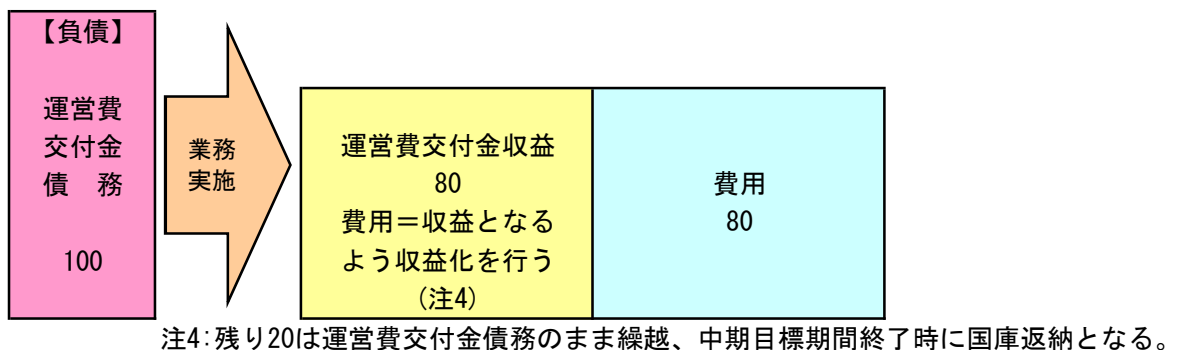 【負債】
運営費
交付金
債　務
100
業務
実施
運営費交付金収益
80
費用＝収益となる
よう収益化を行う
(注4)
費用
80
注4:残り20は運営費交付金債務のまま繰越、中期目標期間終了時に国庫返納となる。